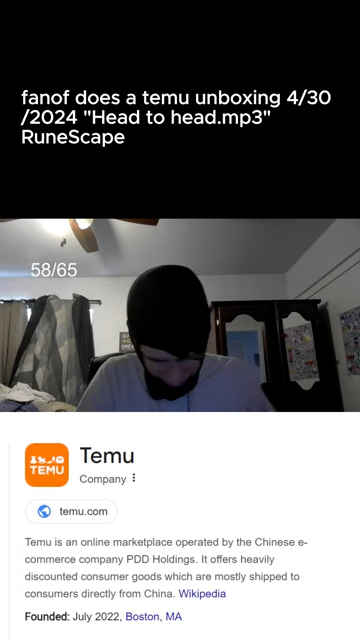 fanof does a temu unboxing 4/30
/2024 "Head to head.mp3"
RuneScape
58/65
DREA
TEMU
Temu
Company
temu.com
Temu is an online marketplace operated by the Chinese e-
commerce company PDD Holdings. It offers heavily
discounted consumer goods which are mostly shipped to
consumers directly from China. Wikipedia
Founded: July 2022, Boston, MA